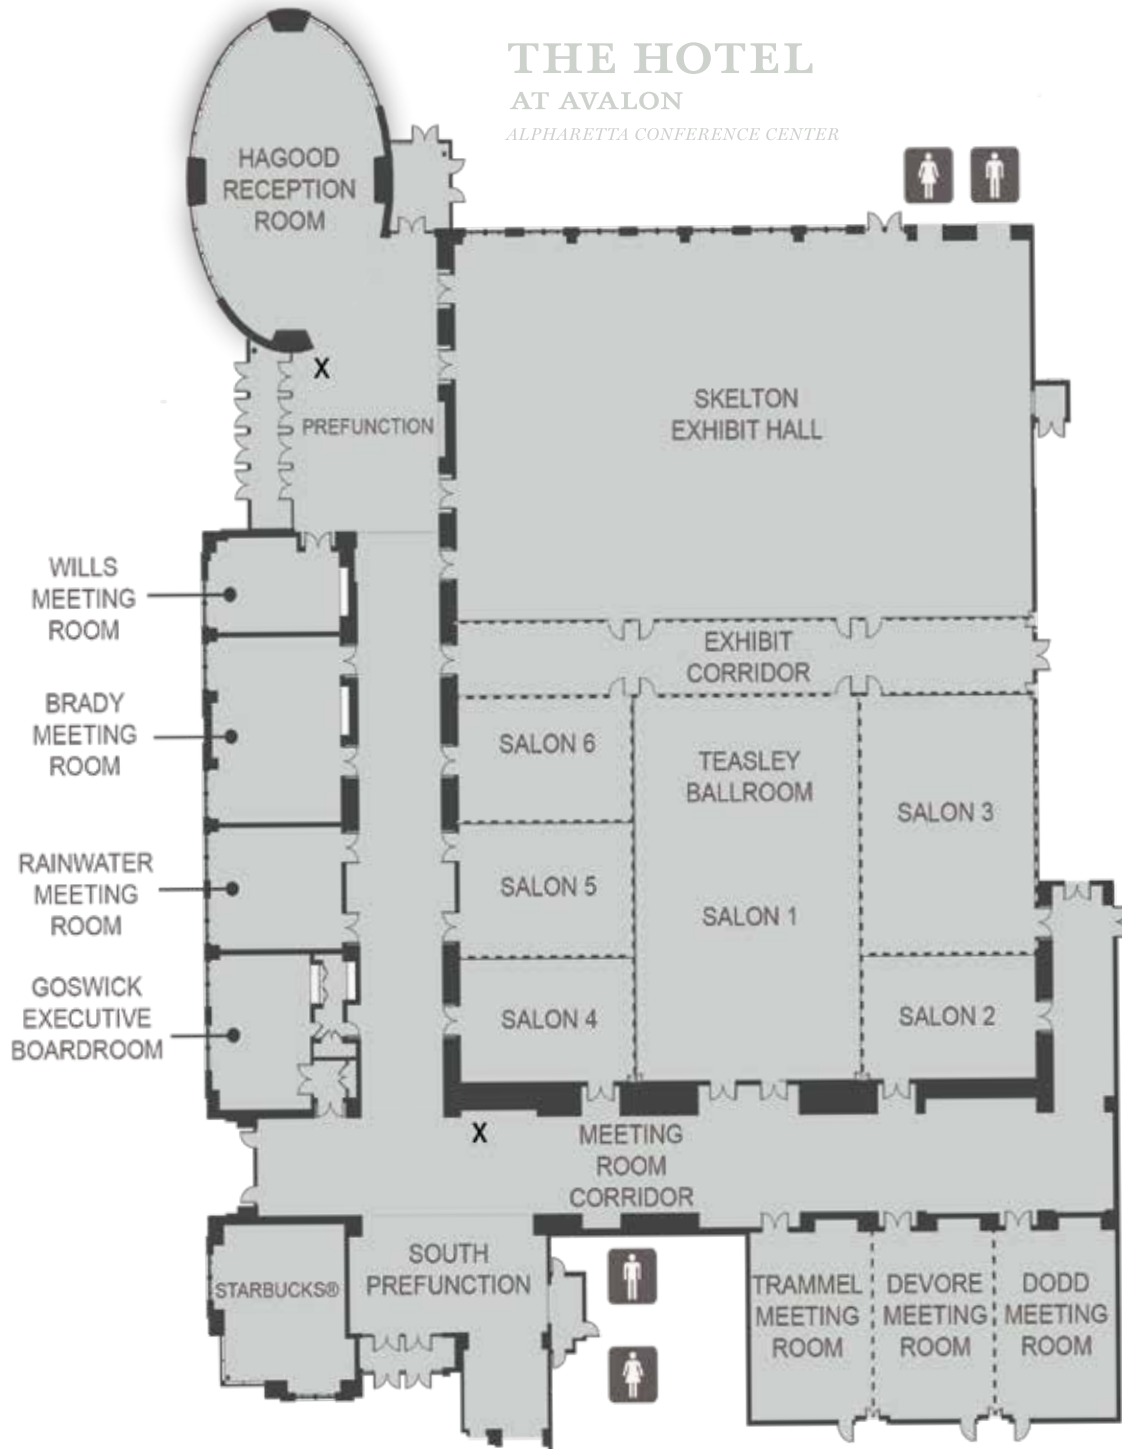 THE HOTEL
AT AVALON
ALPHARETTA CONFERENCE CENTER
HAGOOD
RECEPTION
ROOM
X
PREFUNCTION
SKELTON
EXHIBIT HALL
WILLS
MEETING
ROOM
EXHIBIT
CORRIDOR
BRADY
MEETING
ROOM
SALON 6
TEASLEY
BALLROOM
SALON 3
RAINWATER
MEETING
ROOM
SALON 5
SALON 1
GOSWICK
EXECUTIVE
BOARDROOM
SALON 4
SALON 2
X
MEETING
ROOM
CORRIDOR
STARBUCKS®
SOUTH
PREFUNCTION
TRAMMEL
MEETING
ROOM
DEVORE
MEETING
ROOM
DODD
MEETING
ROOM